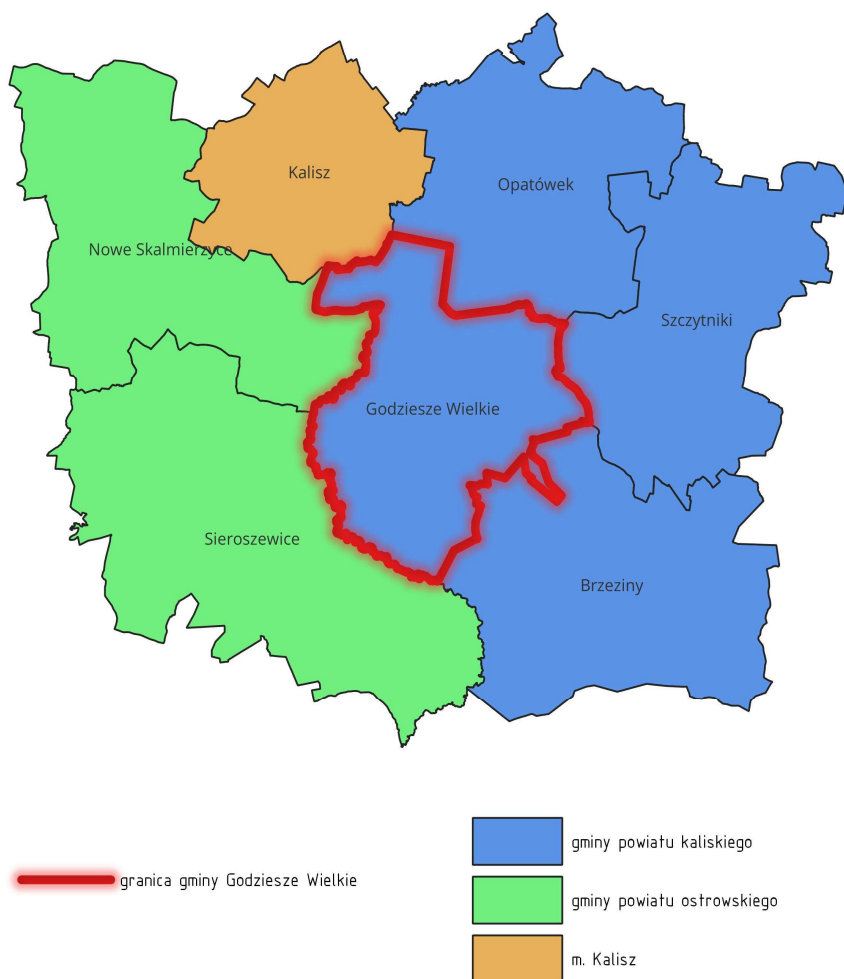 Kalisz
Opatówek
Nowe Skalmierzyce
Szczytniki
Godziesze Wielkie
Sieroszewice
Brzeziny
gminy powiatu kaliskiego
granica gminy Godziesze Wielkie
gminy powiatu ostrowskiego
m. Kalisz